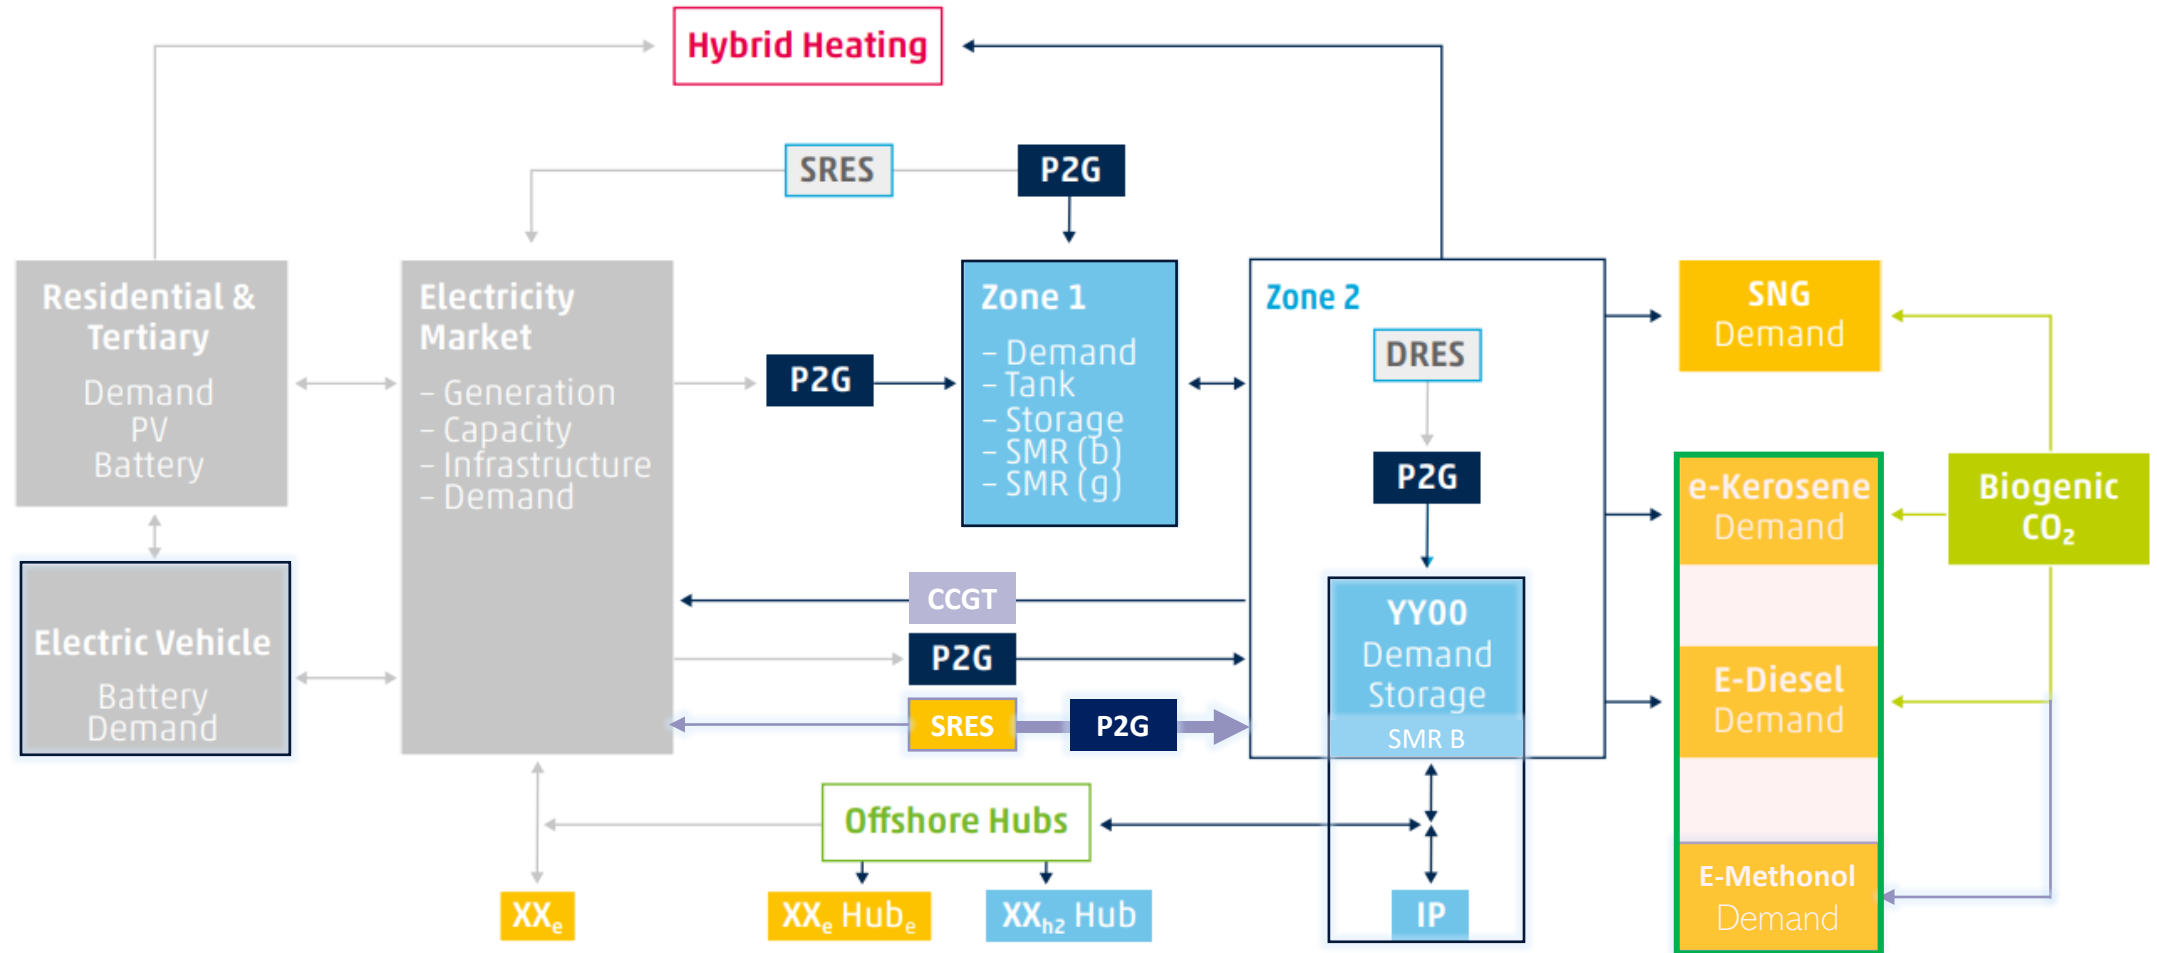 Hybrid Heating
SRES
P2G
Residential &
Tertiary
Demand
PV
Battery
Electricity
Market
– Generation
– Capacity
– Infrastructure
– Demand
P2G
Zone 1
– Demand
– Tank
– Storage
– SMR (b)
– SMR (g)
Zone 2
DRES
P2G
YY00
Demand
Storage
SMR B
SNG
Demand
e-Kerosene
Demand
Biogenic
CO₂
E-Diesel
Demand
E-Methonol
Demand
Electric Vehicle
Battery
Demand
CCGT
P2G
SRES
P2G
Offshore Hubs
XXₑ
XXₑ Hubₑ
XXh2 Hub
IP